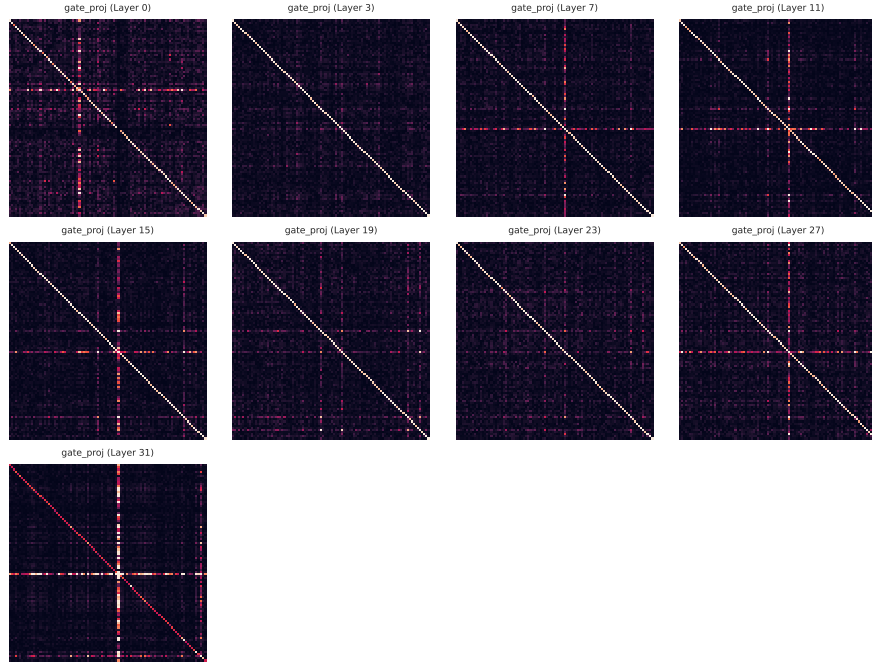 gate_proj (Layer 0)
gate_proj (Layer 3)
gate_proj (Layer 7)
gate_proj (Layer 11)
gate_proj (Layer 15)
gate_proj (Layer 19)
gate_proj (Layer 23)
gate_proj (Layer 27)
gate_proj (Layer 31)